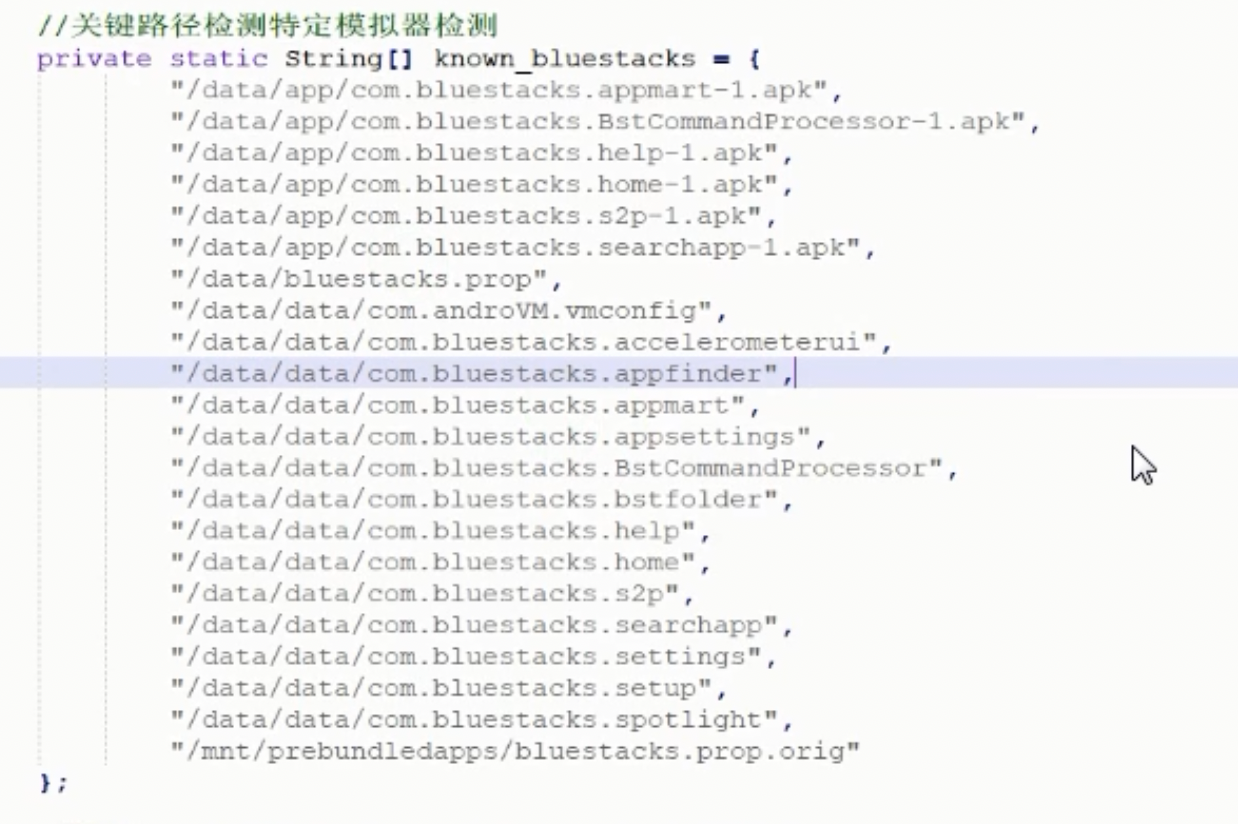 //关键路径检测特定模拟器检测
private static String[] known_bluestacks = {
"/data/app/com.bluestacks.appmart-1.apk",
"/data/app/com.bluestacks.BstCommandProcessor-1.apk",
"/data/app/com.bluestacks.help-1.apk",
"/data/app/com.bluestacks.home-1.apk",
"/data/app/com.bluestacks.s2p-1.apk",
"/data/app/com.bluestacks.searchapp-1.apk",
"/data/bluestacks.prop",
"/data/data/com.androVM.vmconfig",
"/data/data/com.bluestacks.accelerometerui",
"/data/data/com.bluestacks.appfinder",
"/data/data/com.bluestacks.appmart",
"/data/data/com.bluestacks.appsettings",
"/data/data/com.bluestacks.BstCommandProcessor",
"/data/data/com.bluestacks.bstfolder",
"/data/data/com.bluestacks.help",
"/data/data/com.bluestacks.home",
"/data/data/com.bluestacks.s2p",
"/data/data/com.bluestacks.searchapp",
"/data/data/com.bluestacks.settings",
"/data/data/com.bluestacks.setup",
"/data/data/com.bluestacks.spotlight",
"/mnt/prebundledapps/bluestacks.prop.orig"
};